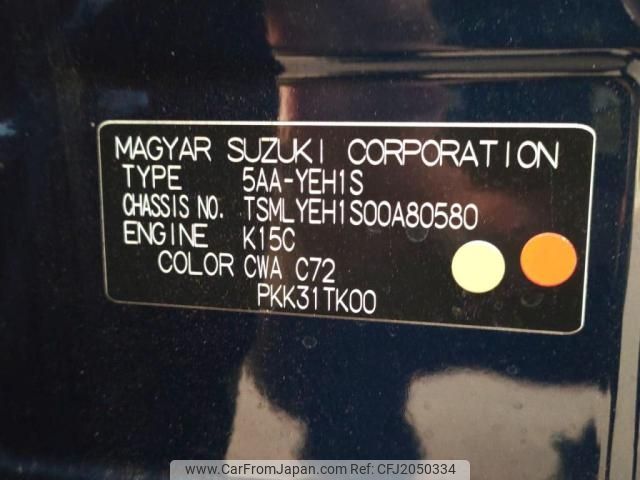 MAGYAR SUZUKI CORPORATION
TYPE 5AA-YEH1S
CHASSIS NO. TSMLYEH1S00A80580
ENGINE K15C
COLOR CWA C72
PKK31TK00
www.CarFromJapan.com | Ref No. CFJ2050334